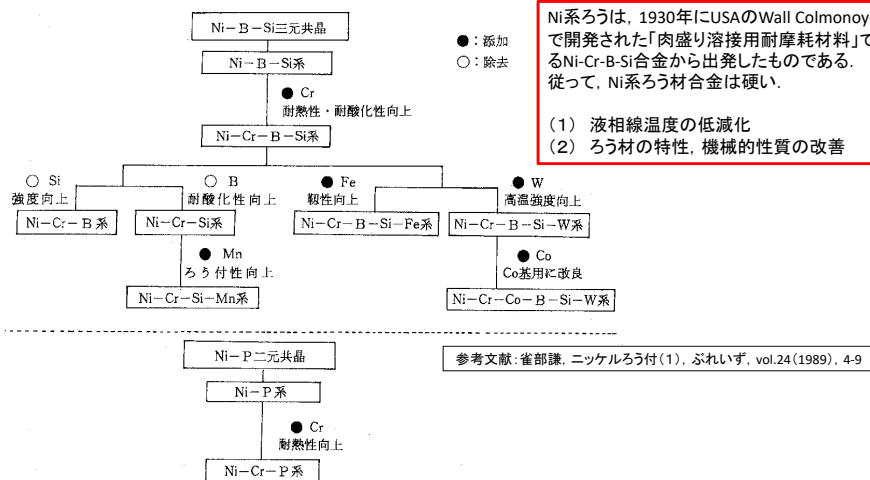 Ni－B－Si三元共晶
Ni－B－Si系
●：添加
○：除去
● Cr
耐熱性・耐酸化性向上
Ni－Cr－B－Si系
○ Si
強度向上
○ B
耐酸化性向上
● Fe
靱性向上
● W
高温強度向上
Ni－Cr－B系
Ni－Cr－Si系
Ni－Cr－B－Si－Fe系
Ni－Cr－B－Si－W系
● Mn
ろう付性向上
● Co
Co基用に改良
Ni－Cr－Si－Mn系
Ni－Cr－Co－B－Si－W系
Ni系ろうは，1930年にUSAのWall Colmonoy
で開発された「肉盛り溶接用耐摩耗材料」で
るNi-Cr-B-Si合金から出発したものである．
従って，Ni系ろう材合金は硬い．
（1） 液相線温度の低減化
（2） ろう材の特性，機械的性質の改善
Ni－P二元共晶
Ni－P系
● Cr
耐熱性向上
Ni－Cr－P系
参考文献：雀部謙，ニッケルろう付（1），ぶれいず，vol.24（1989），4-9